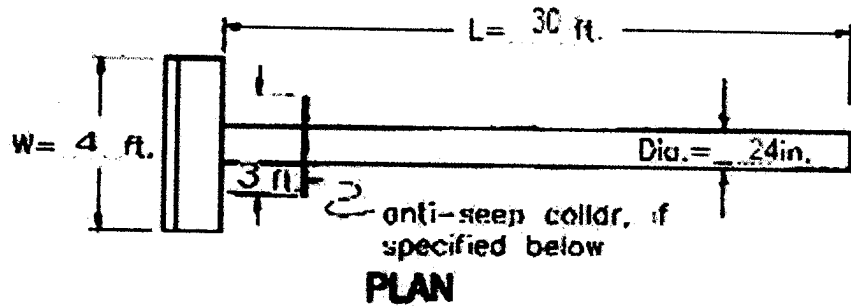 L= 30 ft.
W= 4 ft.
Dia.= 24in.
3 ft.
anti-seep collar, if
specified below
PLAN